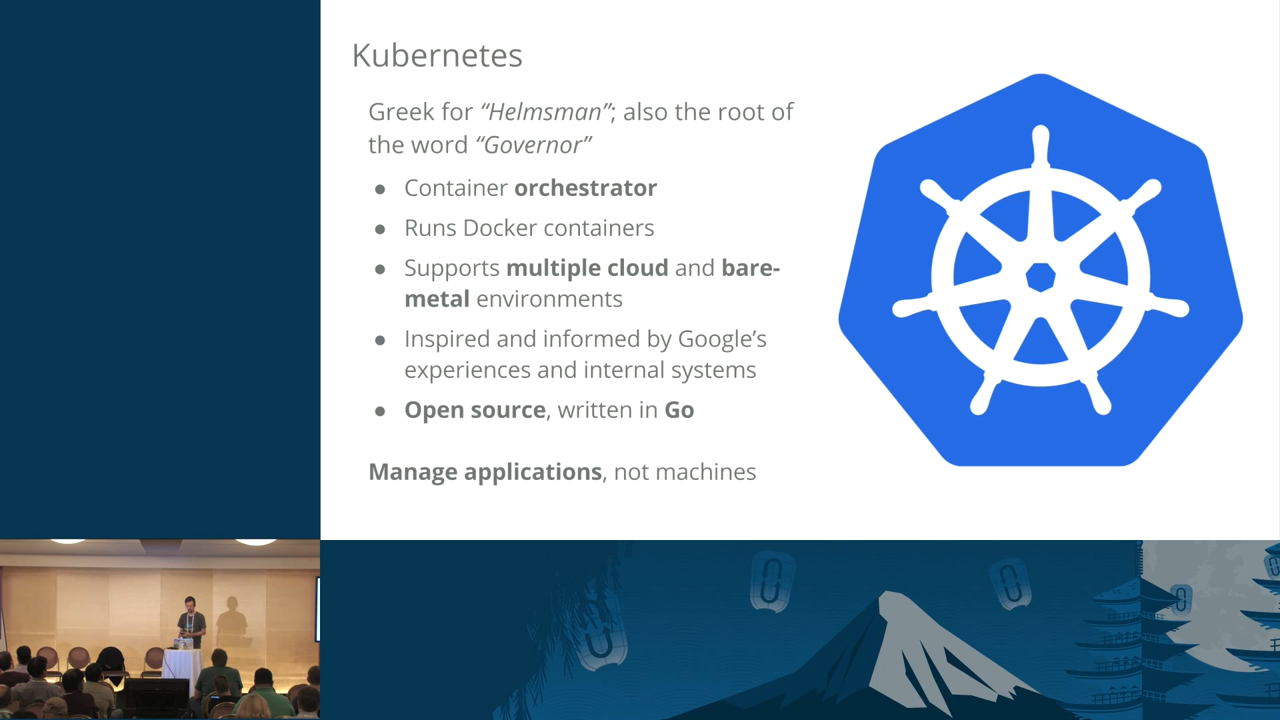 Kubernetes
Greek for “Helmsman”; also the root of
the word “Governor”
● Container orchestrator
● Runs Docker containers
● Supports multiple cloud and bare-
metal environments
● Inspired and informed by Google’s
experiences and internal systems
● Open source, written in Go
Manage applications, not machines